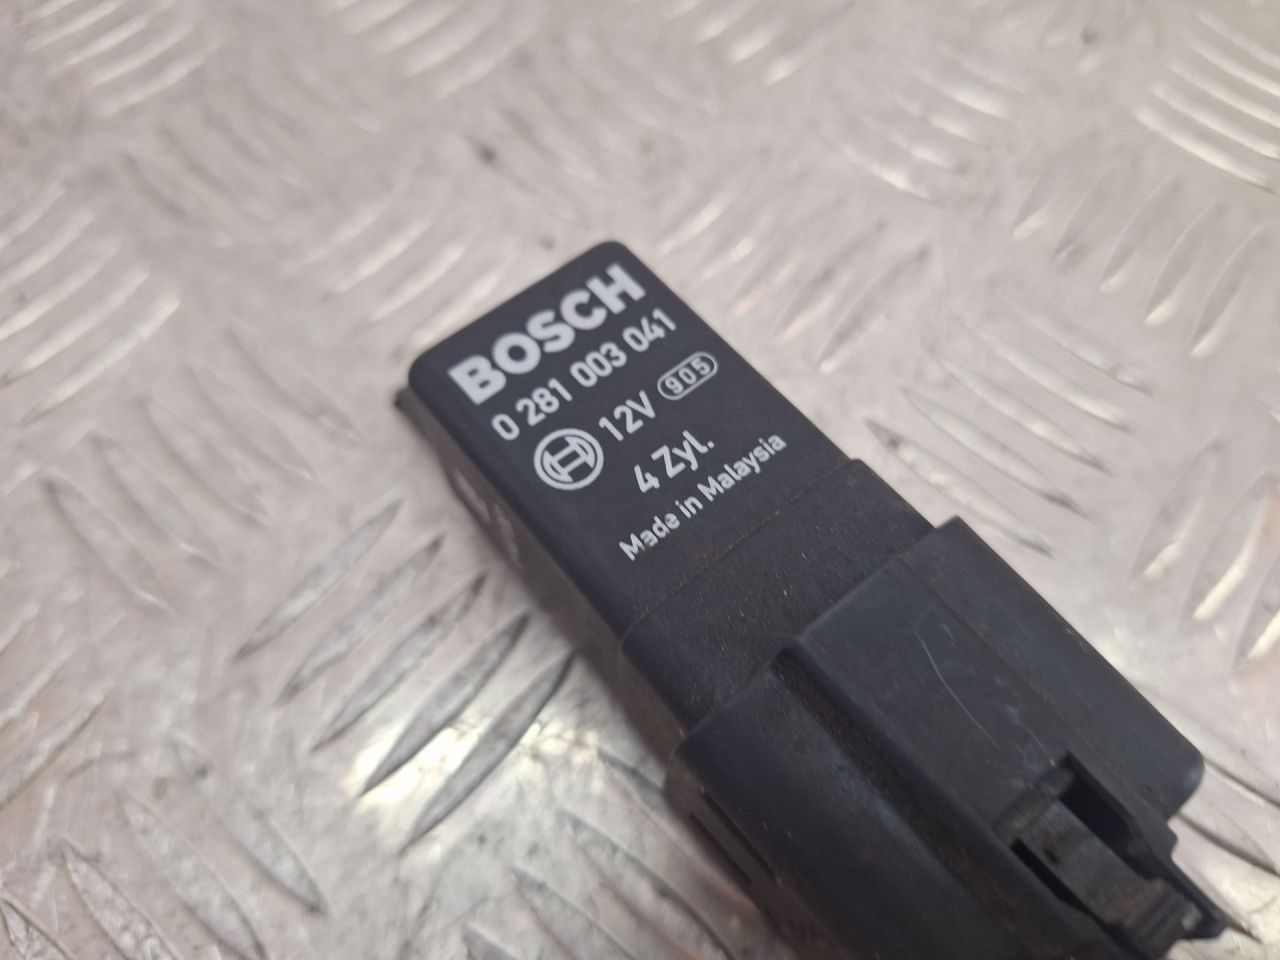 BOSCH
0 281 003 041
12V 905
4 Zyl.
Made in Malaysia